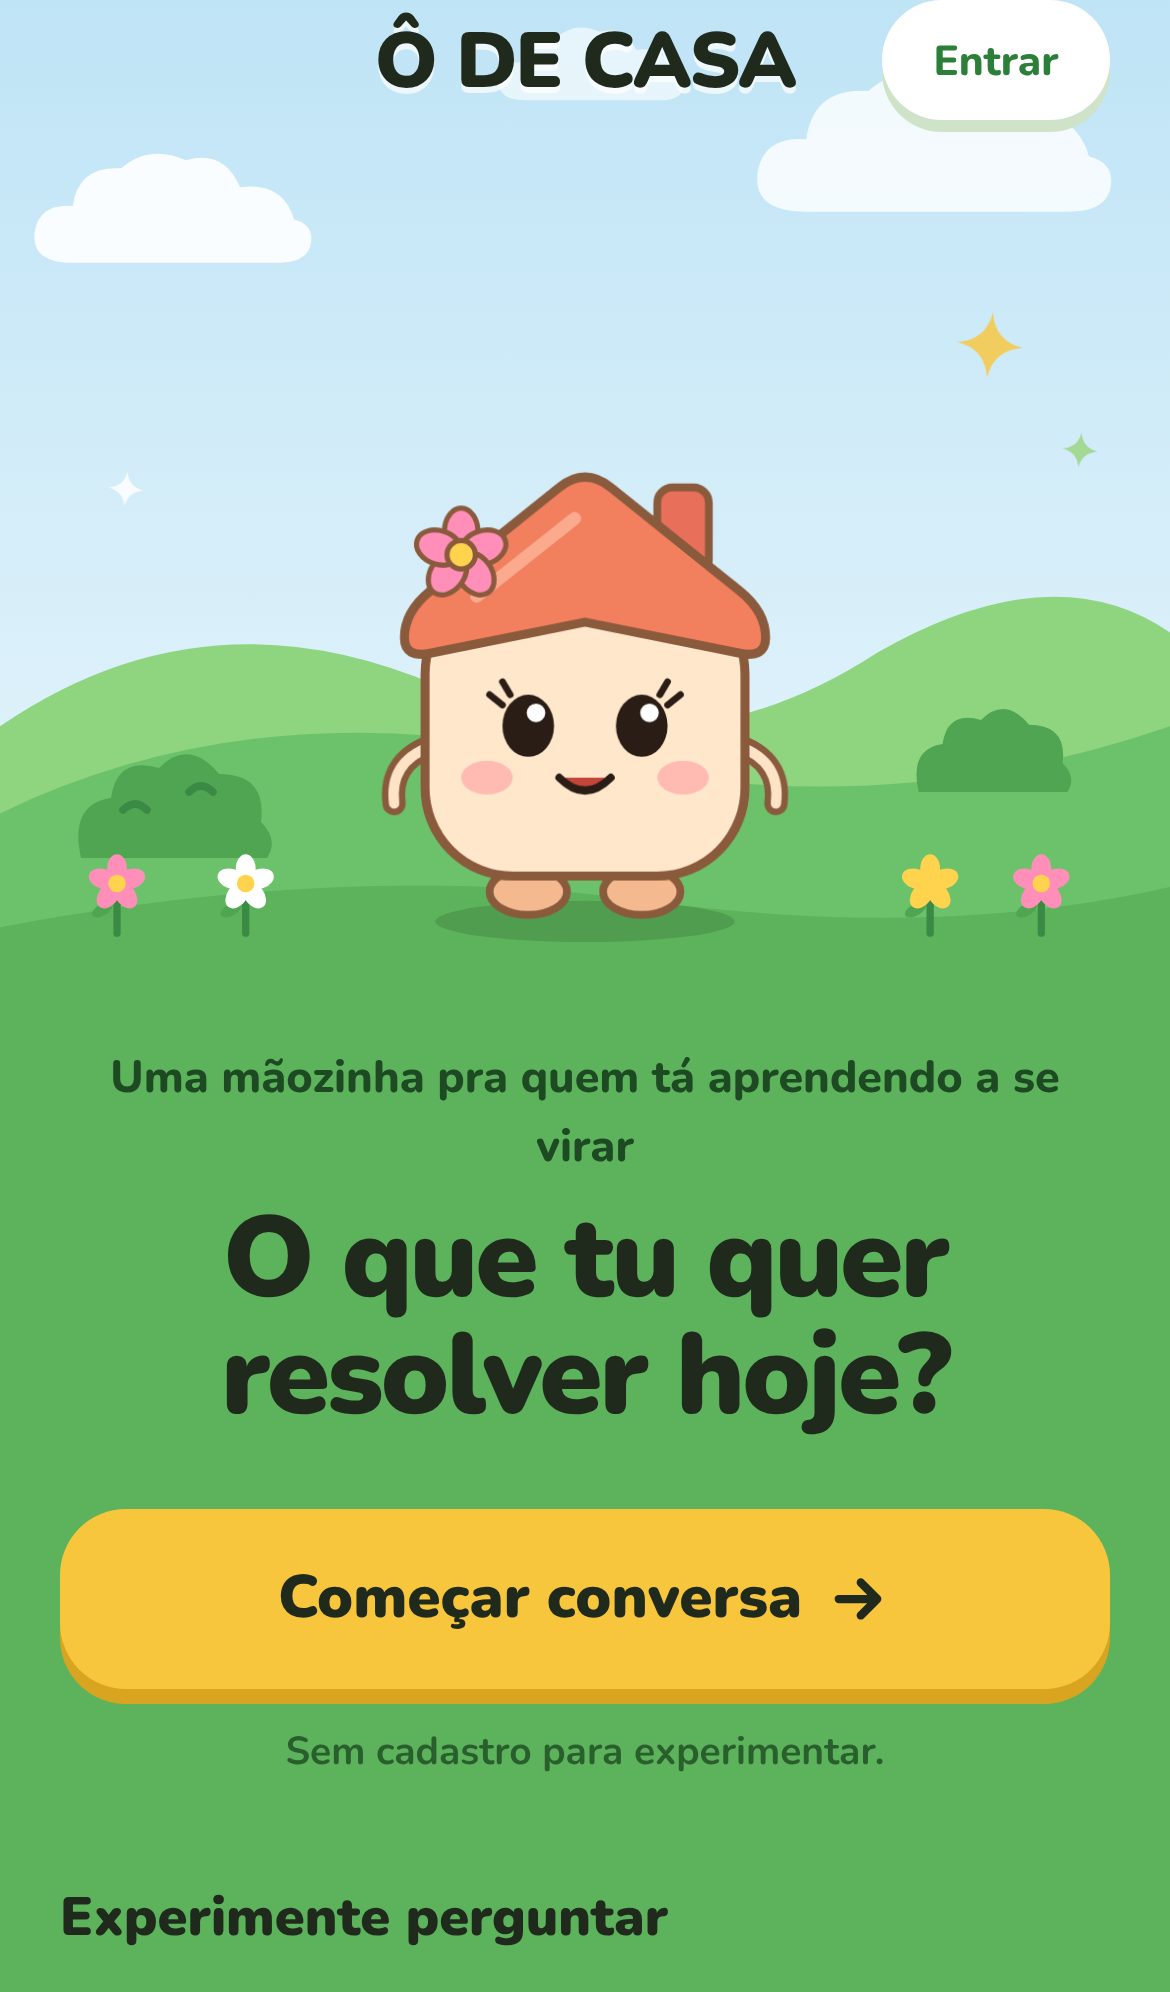 Ô DE CASA
Entrar
Uma mãozinha pra quem tá aprendendo a se
virar
O que tu quer
resolver hoje?
Começar conversa →
Sem cadastro para experimentar.
Experimente perguntar